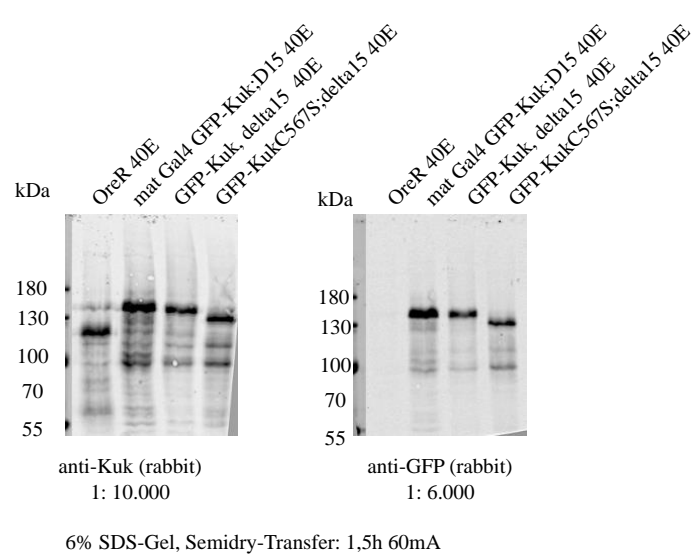 OreR 40E
mat Gal4 GFP-Kuk;D15 40E
GFP-Kuk, delta15 40E
GFP-KukC567S;delta15 40E
kDa
180
130
100
70
55
anti-Kuk (rabbit)
1: 10.000
OreR 40E
mat Gal4 GFP-Kuk;D15 40E
GFP-Kuk, delta15 40E
GFP-KukC567S;delta15 40E
kDa
180
130
100
70
55
anti-GFP (rabbit)
1: 6.000
6% SDS-Gel, Semidry-Transfer: 1,5h 60mA